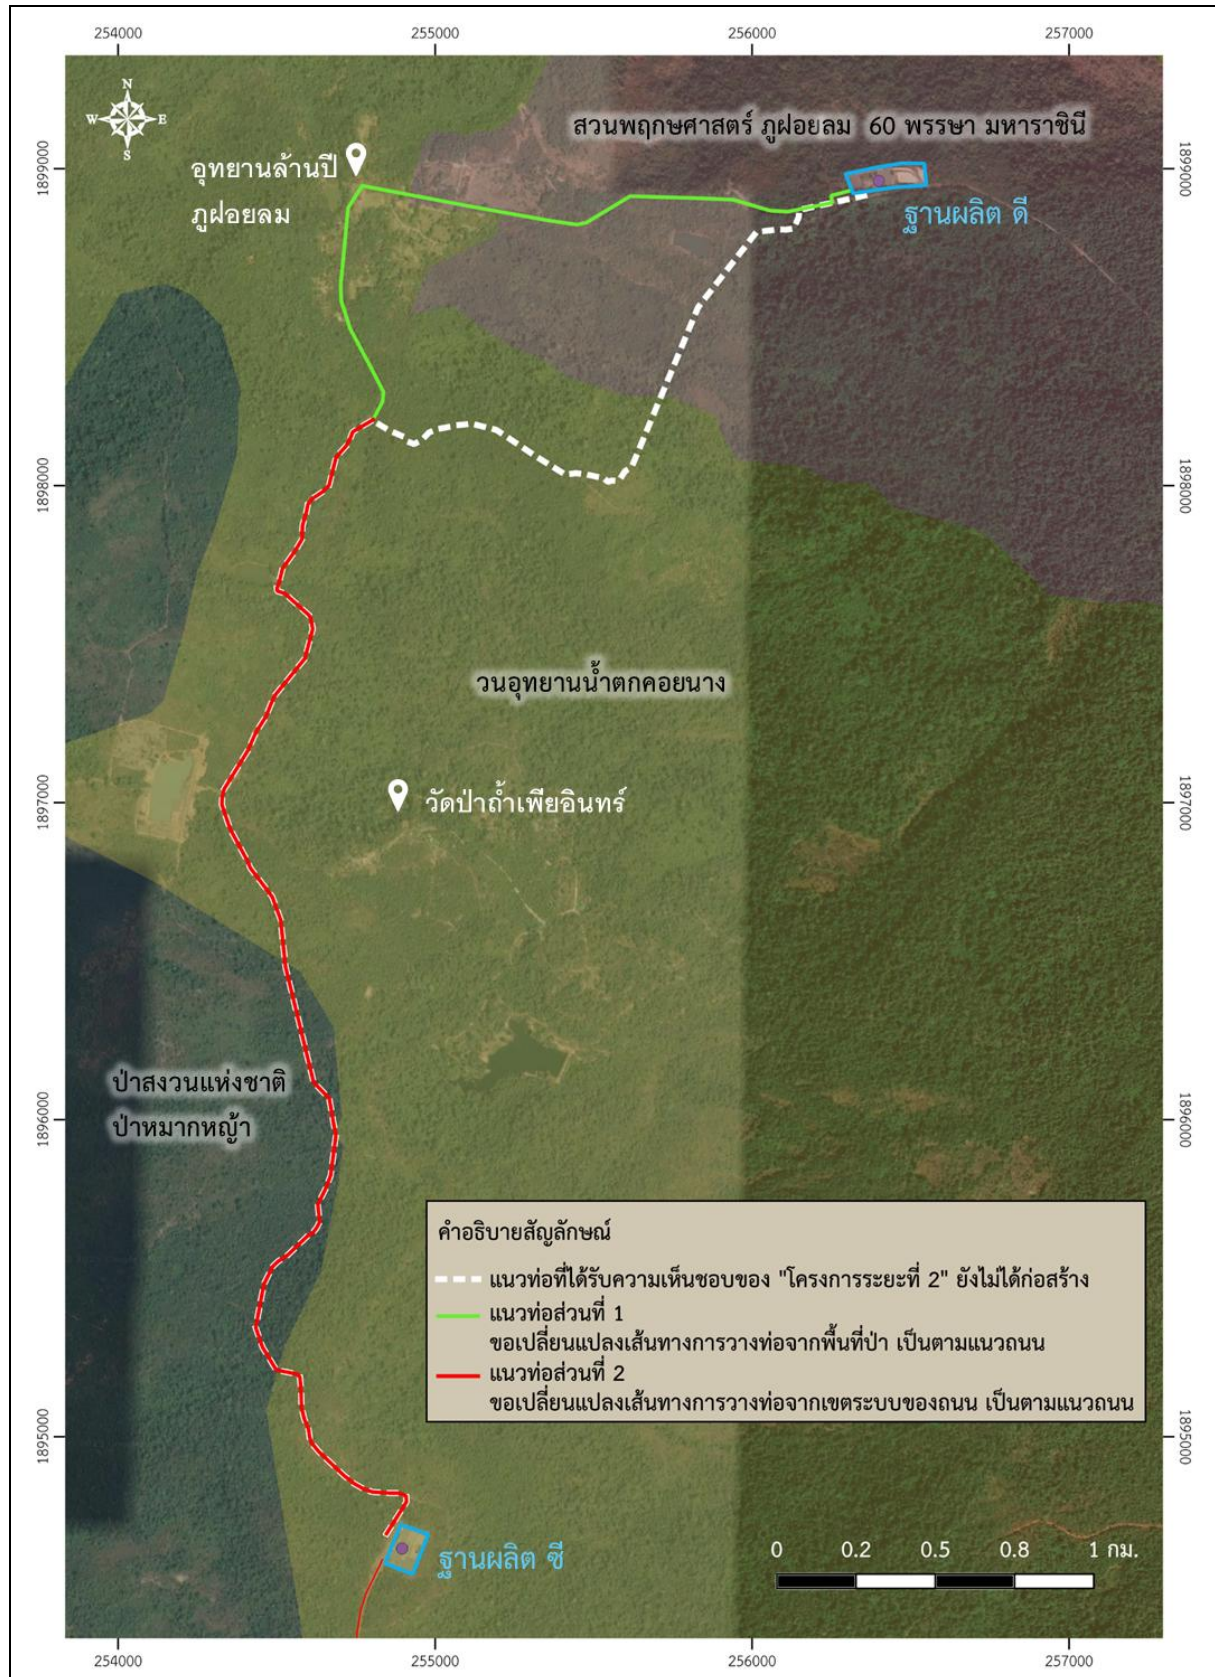 254000 255000 256000 257000
N
W E
S
สวนพฤกษศาสตร์ ภูฝอยลม 60 พรรษา มหาราชินี
อุทยานล้านปี
ภูฝอยลม
1899000 1899000
ฐานผลิต ดี
1898000 1898000
วนอุทยานน้ำตกคอยนาง
วัดป่าถ้ำเพียอินทร์
1897000 1897000
ป่าสงวนแห่งชาติ
ป่าหมากหญ้า
1896000 1896000
คำอธิบายสัญลักษณ์
แนวท่อที่ได้รับความเห็นชอบของ "โครงการระยะที่ 2" ยังไม่ได้ก่อสร้าง
แนวท่อส่วนที่ 1
ขอเปลี่ยนแปลงเส้นทางการวางท่อจากพื้นที่ป่า เป็นตามแนวถนน
แนวท่อส่วนที่ 2
ขอเปลี่ยนแปลงเส้นทางการวางท่อจากเขตระบบของถนน เป็นตามแนวถนน
1895000 1895000
ฐานผลิต ซี
0 0.2 0.5 0.8 1 กม.
254000 255000 256000 257000